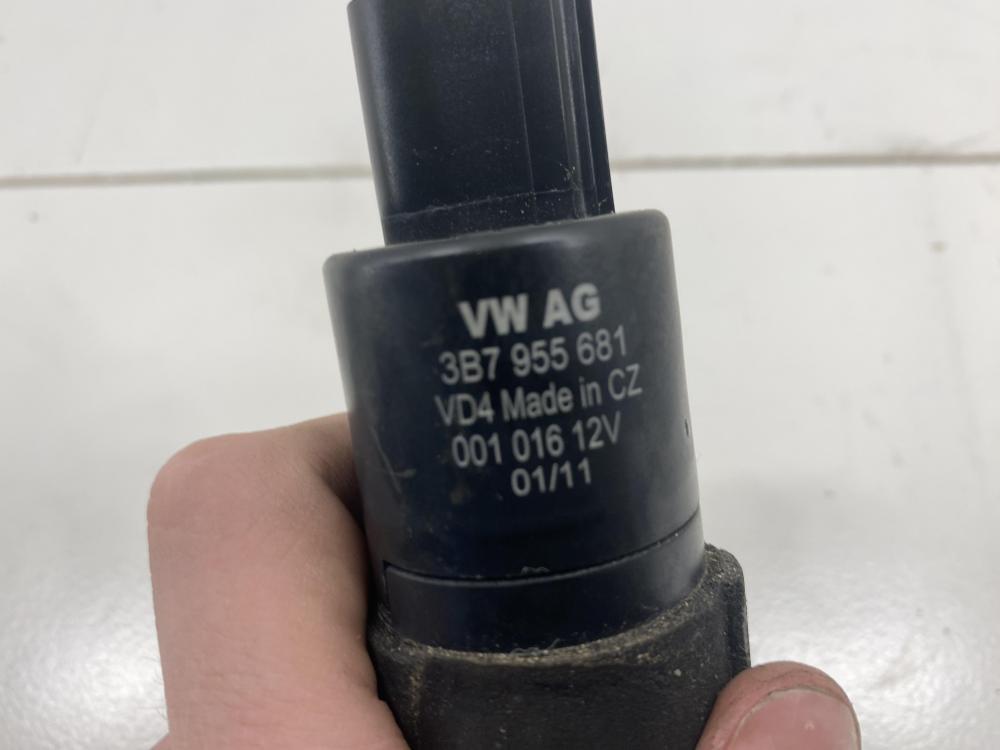 VW AG
3B7 955 681
VD4 Made in CZ
001 016 12V
01/11